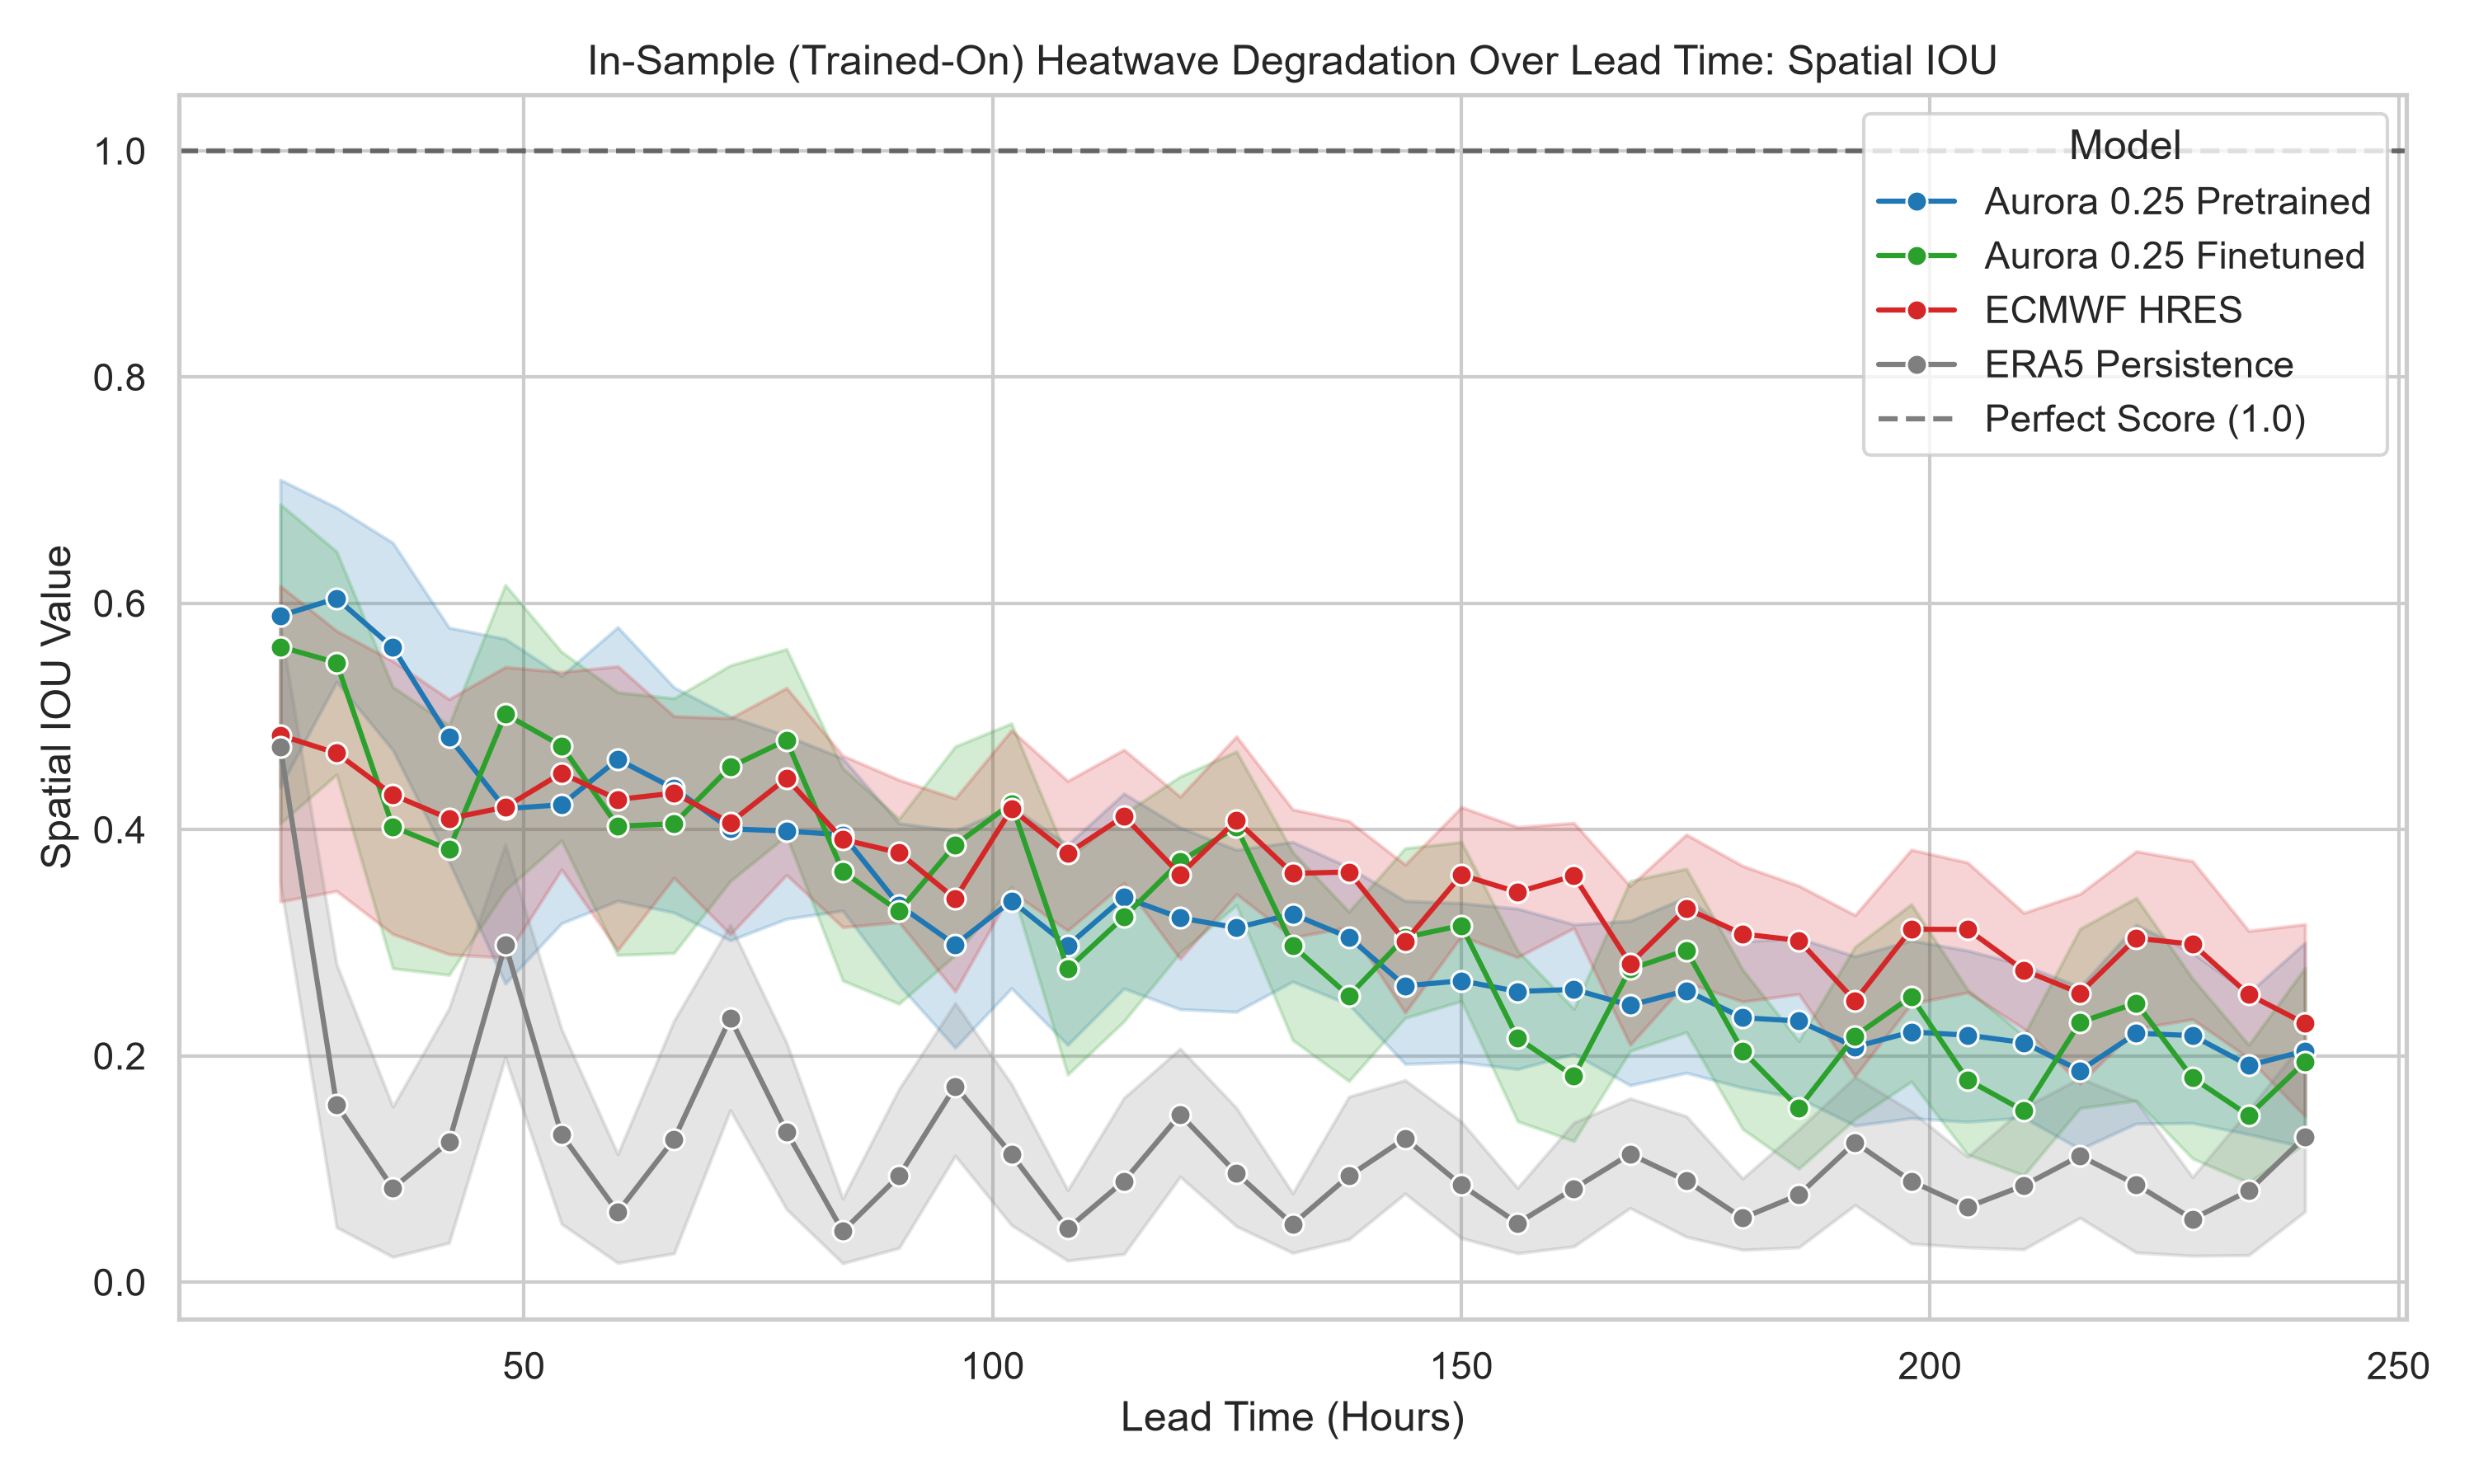 In-Sample (Trained-On) Heatwave Degradation Over Lead Time: Spatial IOU
Model
Aurora 0.25 Pretrained
Aurora 0.25 Finetuned
ECMWF HRES
ERA5 Persistence
Perfect Score (1.0)
Spatial IOU Value
1.0
0.8
0.6
0.4
0.2
0.0
50
100
150
200
250
Lead Time (Hours)